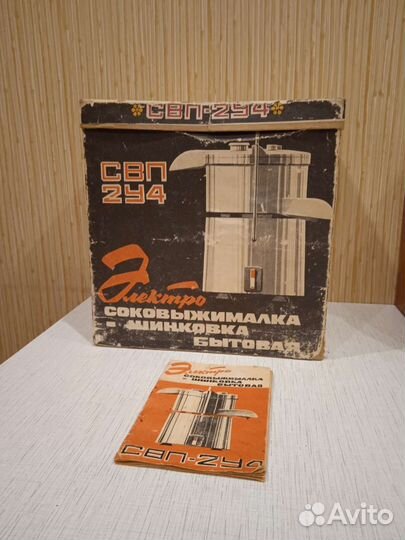 СВП-2У4
СВП
2У4
Электро
СОКОВЫЖИМАЛКА
- ШИНКОВКА
БЫТОВАЯ
Электро
СОКОВЫЖИМАЛКА
- ШИНКОВКА
БЫТОВАЯ
СВП-2У4
Avito